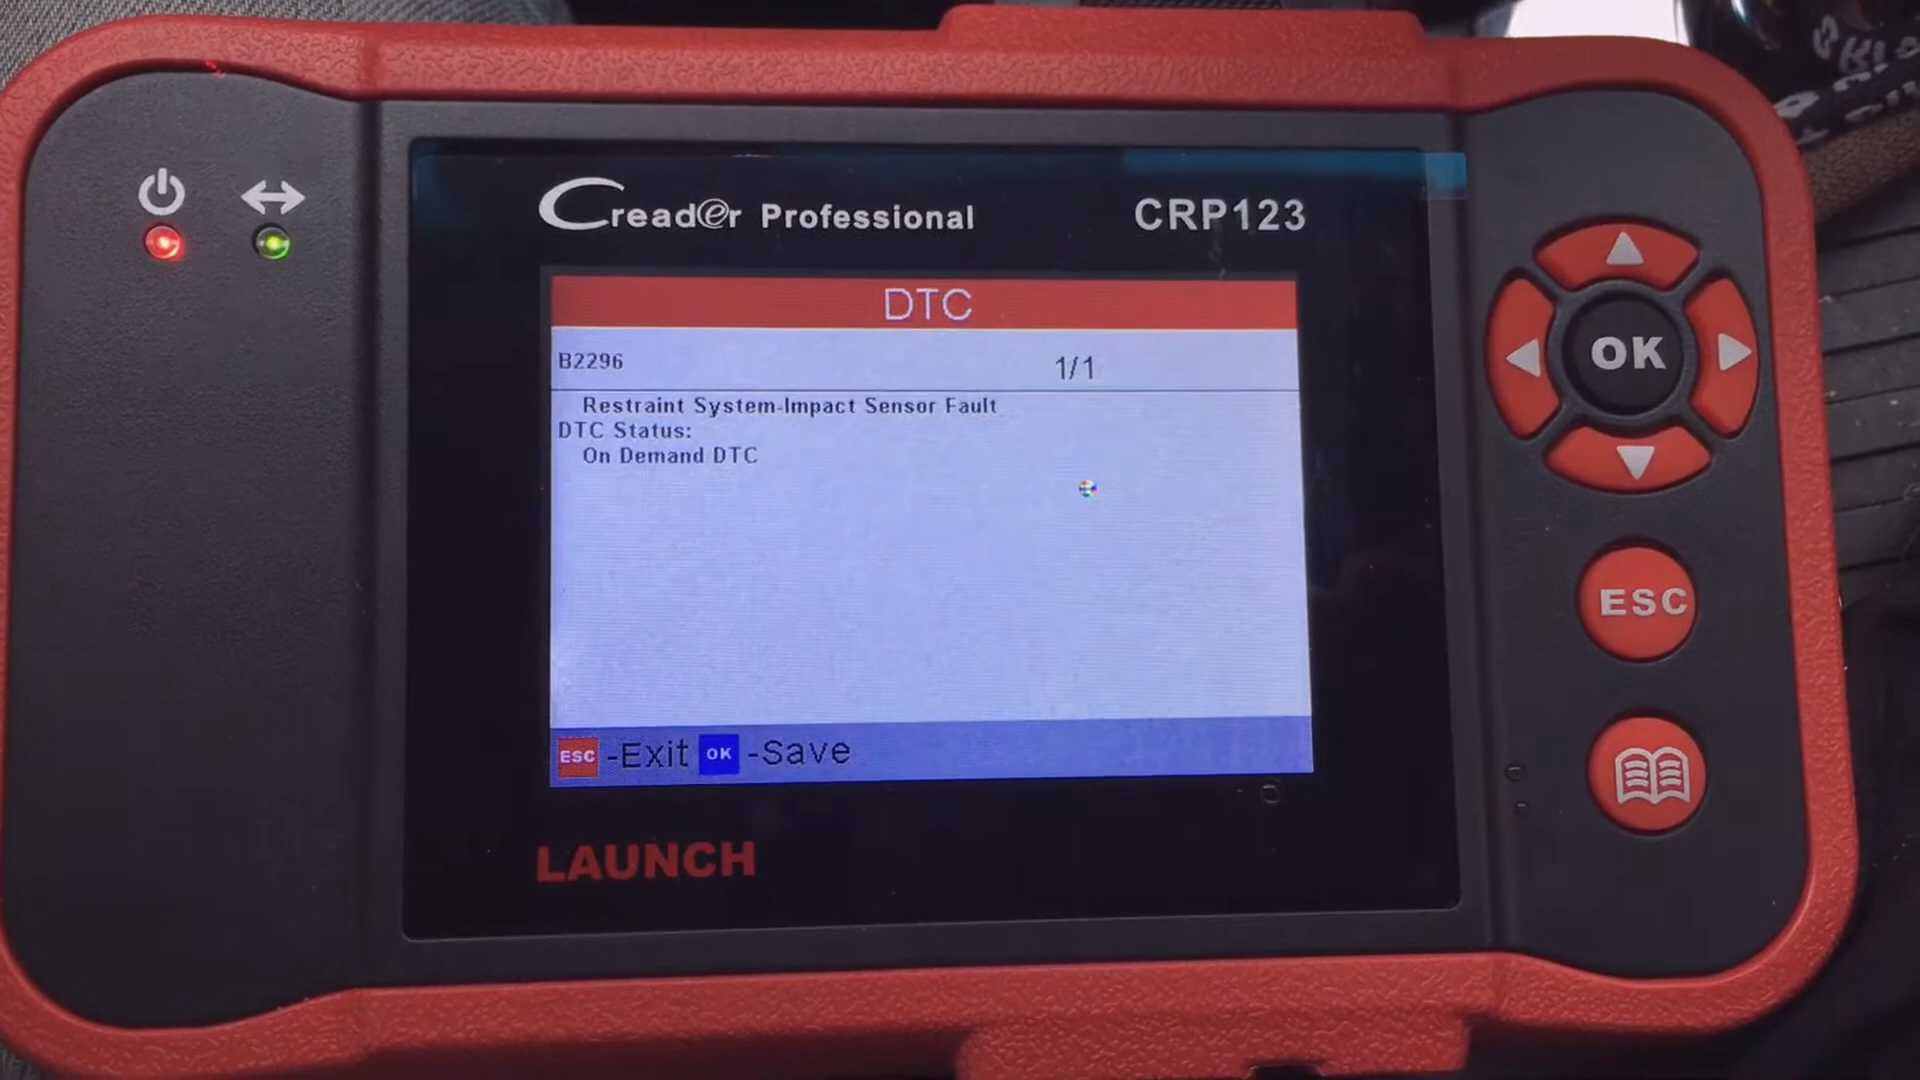 Creader Professional CRP123
DTC
B2296 1/1
Restraint System-Impact Sensor Fault
DTC Status:
On Demand DTC
ESC -Exit OK -Save
LAUNCH
OK
ESC